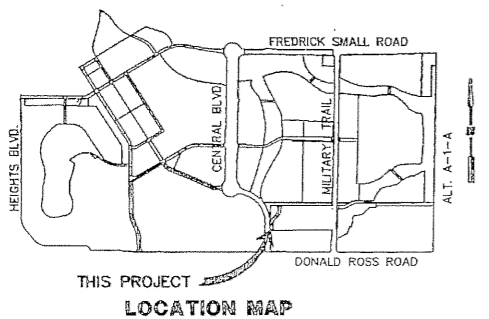 FREDRICK SMALL ROAD
HEIGHTS BLVD.
CENTRAL BLVD.
MILITARY TRAIL
ALT. A-1-A
DONALD ROSS ROAD
THIS PROJECT
LOCATION MAP